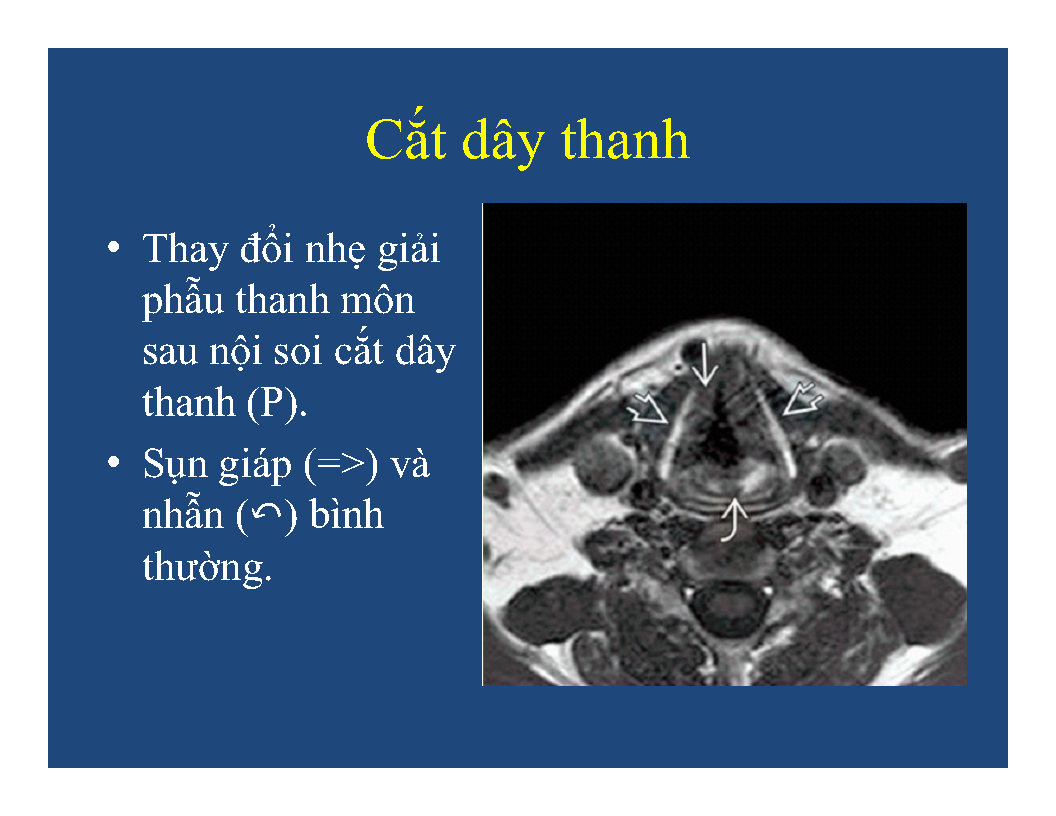 Cắt dây thanh
• Thay đổi nhẹ giải
phẫu thanh môn
sau nội soi cắt dây
thanh (P).
• Sụn giáp (=>) và
nhẫn (⤺) bình
thường.